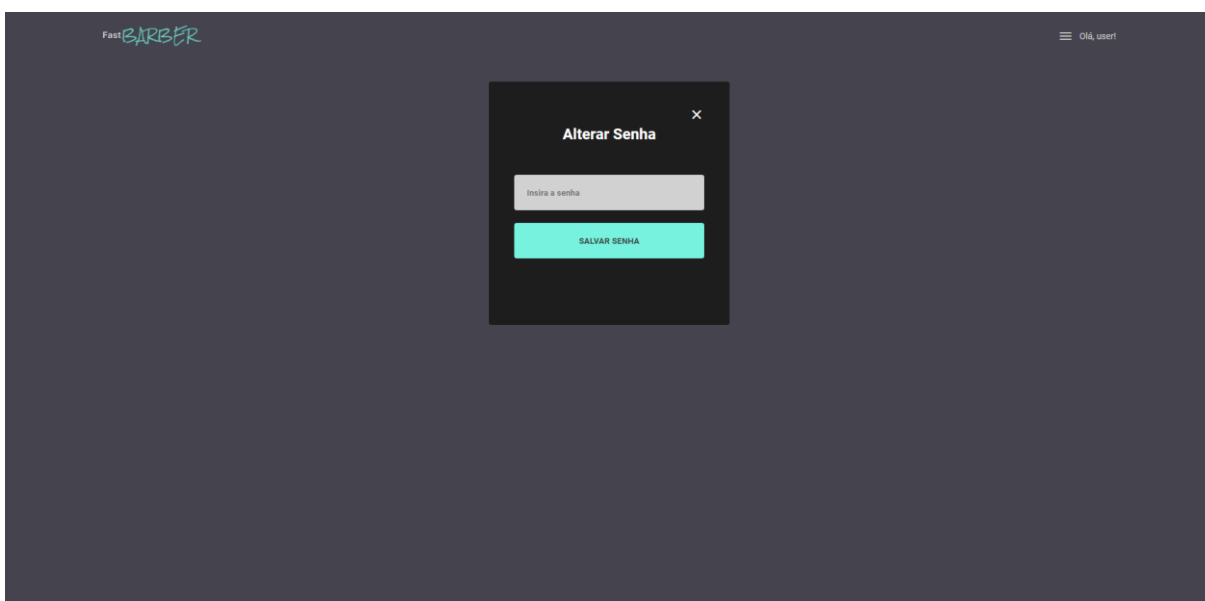 Fast BARBER
Olá, user!
Alterar Senha
Insira a senha
SALVAR SENHA